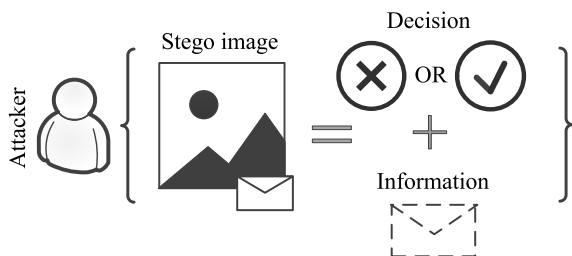 Attacker
Stego image
Decision
OR
Information